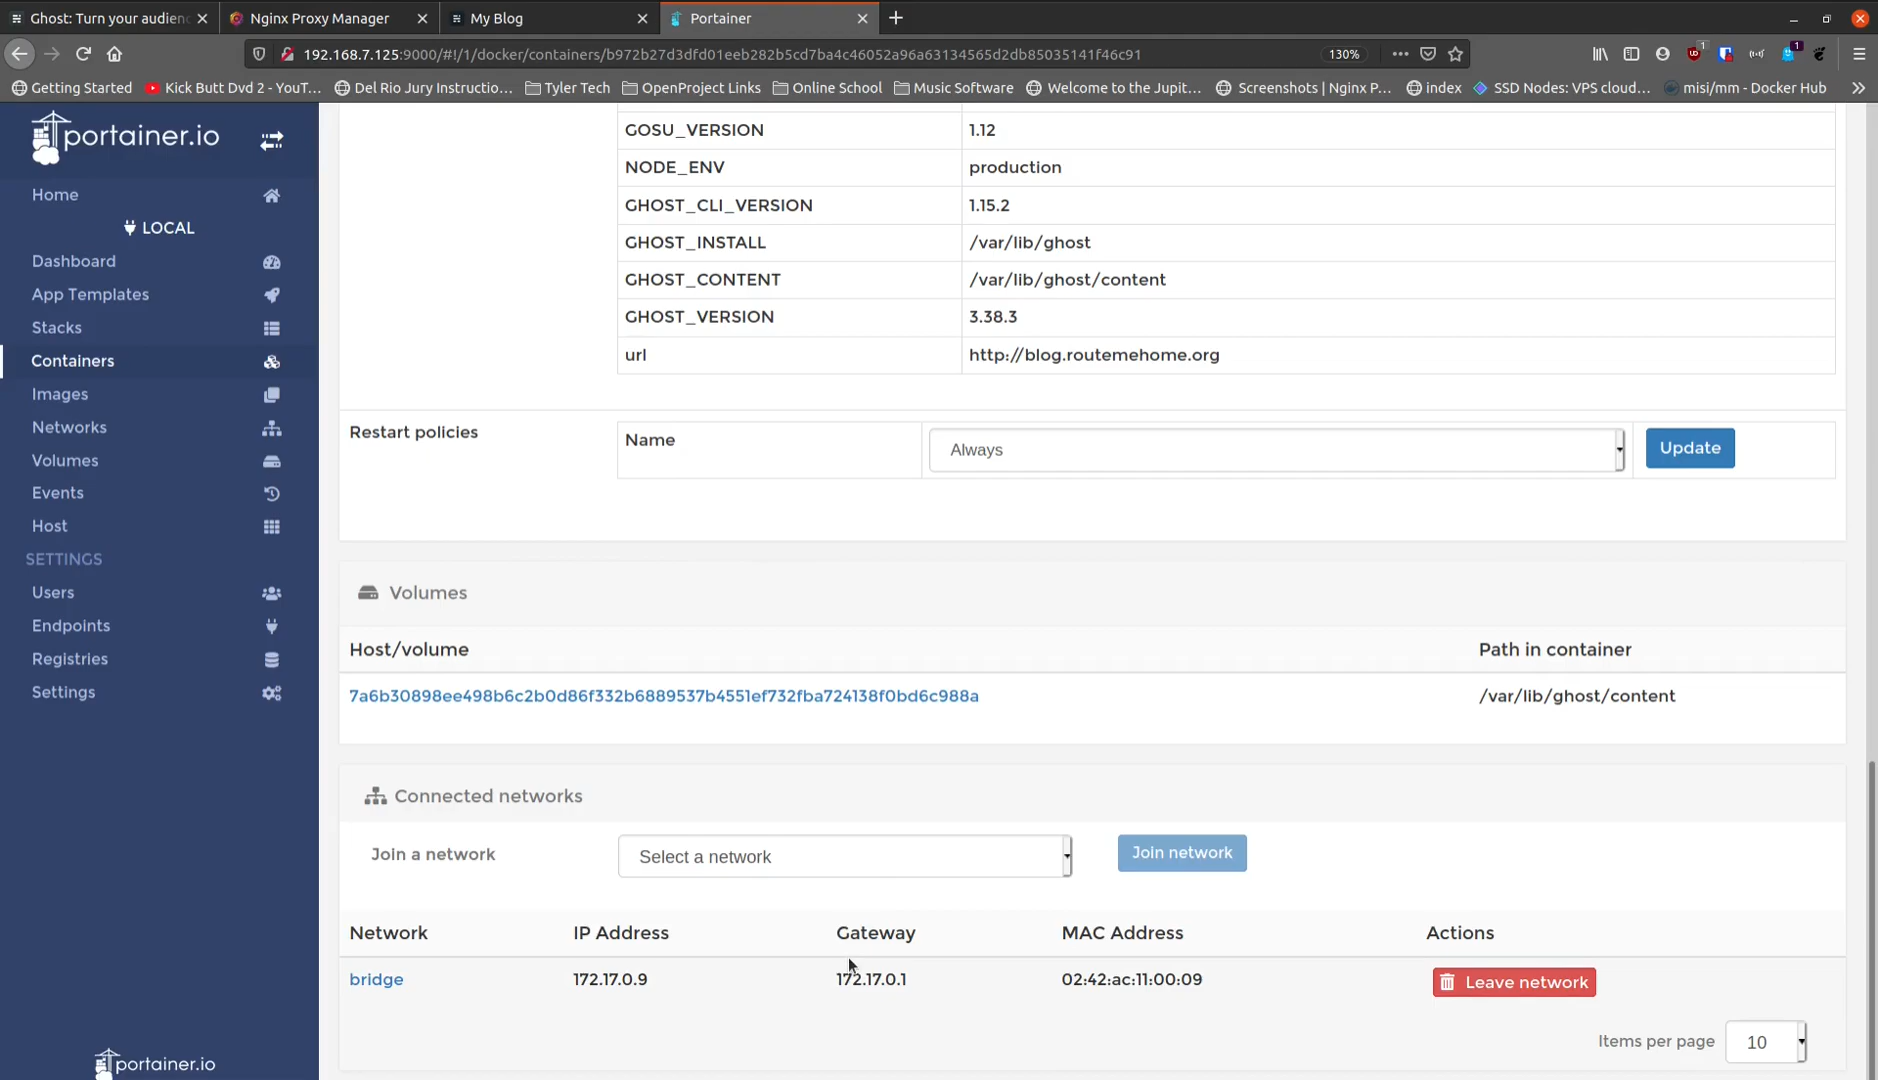 Ghost: Turn your audien
Nginx Proxy Manager
My Blog
Portainer
192.168.7.125:9000/#!/1/docker/containers/b972b27d3dfd01eeb282b5cd7ba4c46052a96a63134565d2db85035141f46c91
130%
1
1
Getting Started
Kick Butt Dvd 2 - YouT…
Del Rio Jury Instructio…
Tyler Tech
OpenProject Links
Online School
Music Software
Welcome to the Jupit…
Screenshots | Nginx P…
index
SSD Nodes: VPS cloud…
misi/mm - Docker Hub
portainer.io
Home
LOCAL
Dashboard
App Templates
Stacks
Containers
Images
Networks
Volumes
Events
Host
SETTINGS
Users
Endpoints
Registries
Settings
portainer.io
GOSU_VERSION 1.12
NODE_ENV production
GHOST_CLI_VERSION 1.15.2
GHOST_INSTALL /var/lib/ghost
GHOST_CONTENT /var/lib/ghost/content
GHOST_VERSION 3.38.3
url http://blog.routemehome.org
Restart policies Name Always Update
Volumes
Host/volume Path in container
7a6b30898ee498b6c2b0d86f332b6889537b4551ef732fba724138f0bd6c988a /var/lib/ghost/content
Connected networks
Join a network Select a network Join network
Network IP Address Gateway MAC Address Actions
bridge 172.17.0.9 172.17.0.1 02:42:ac:11:00:09 Leave network
Items per page 10